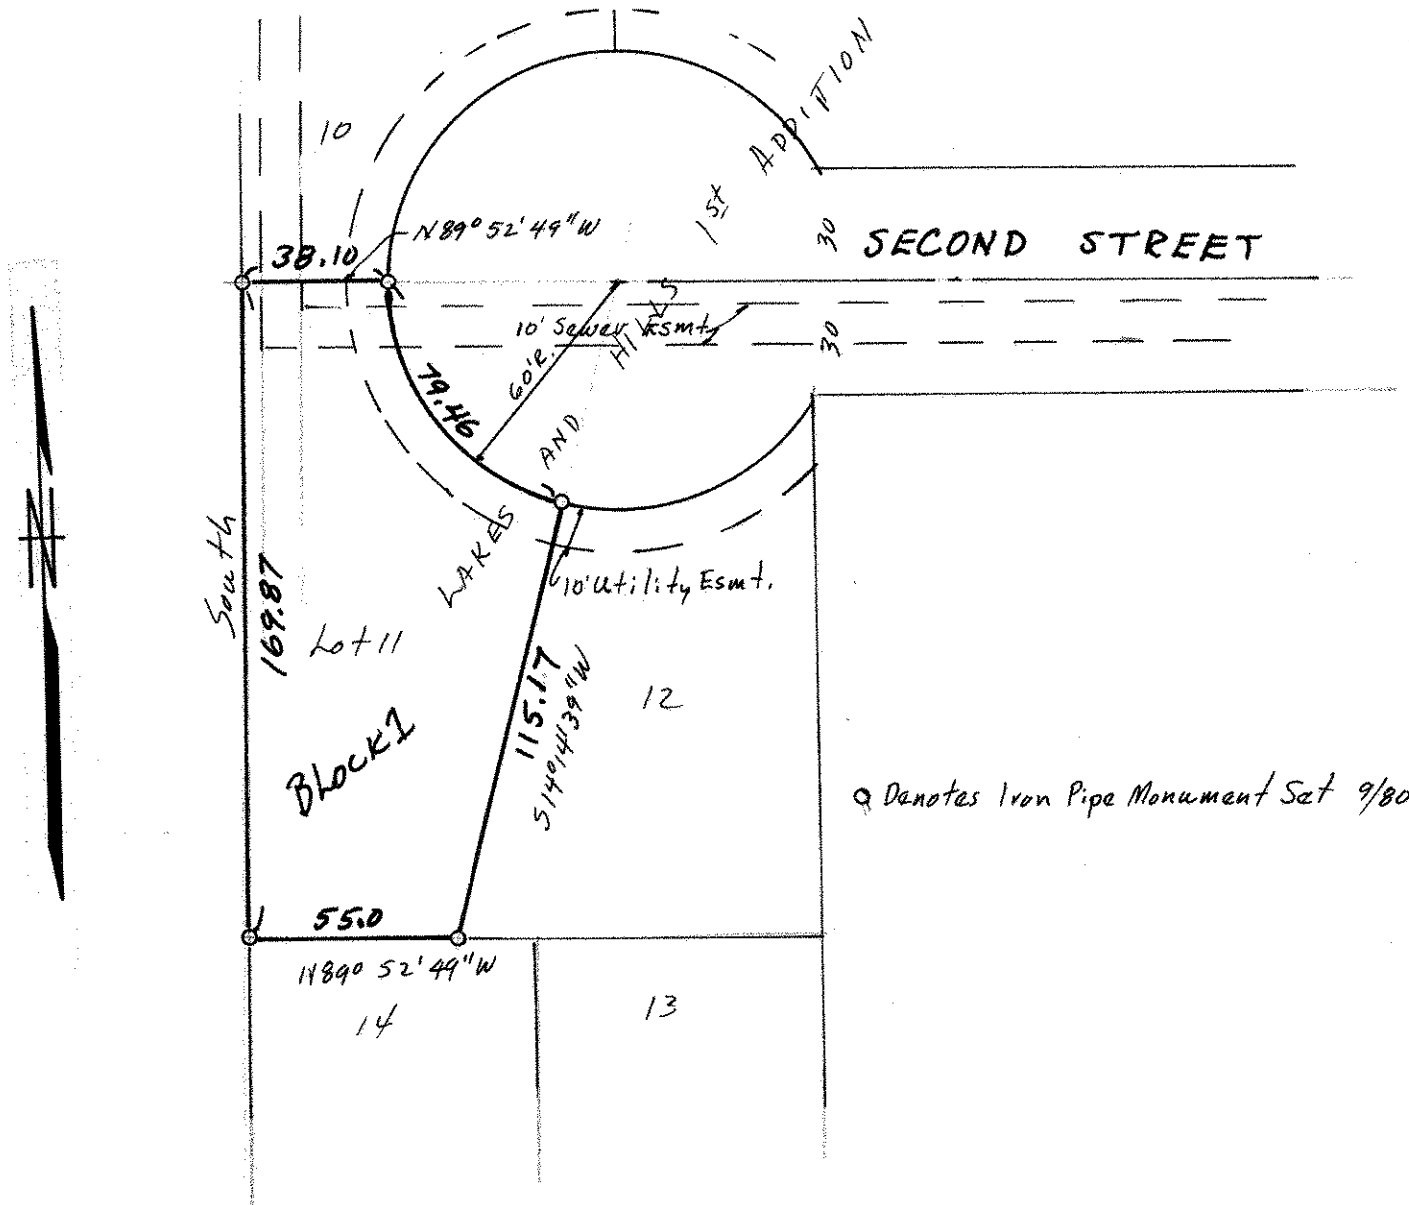 10
1st ADDITION
N89° 52' 49" W
38.10
30
SECOND STREET
10' Sewer Esmt.
30
60'R.
79.46
LAKES AND HILLS
South
169.87
10' Utility Esmt.
Lot 11
115.17
S 14° 14' 39" W
12
Block 1
N
Denotes Iron Pipe Monument Set 9/80
55.0
N89° 52' 49" W
14
13